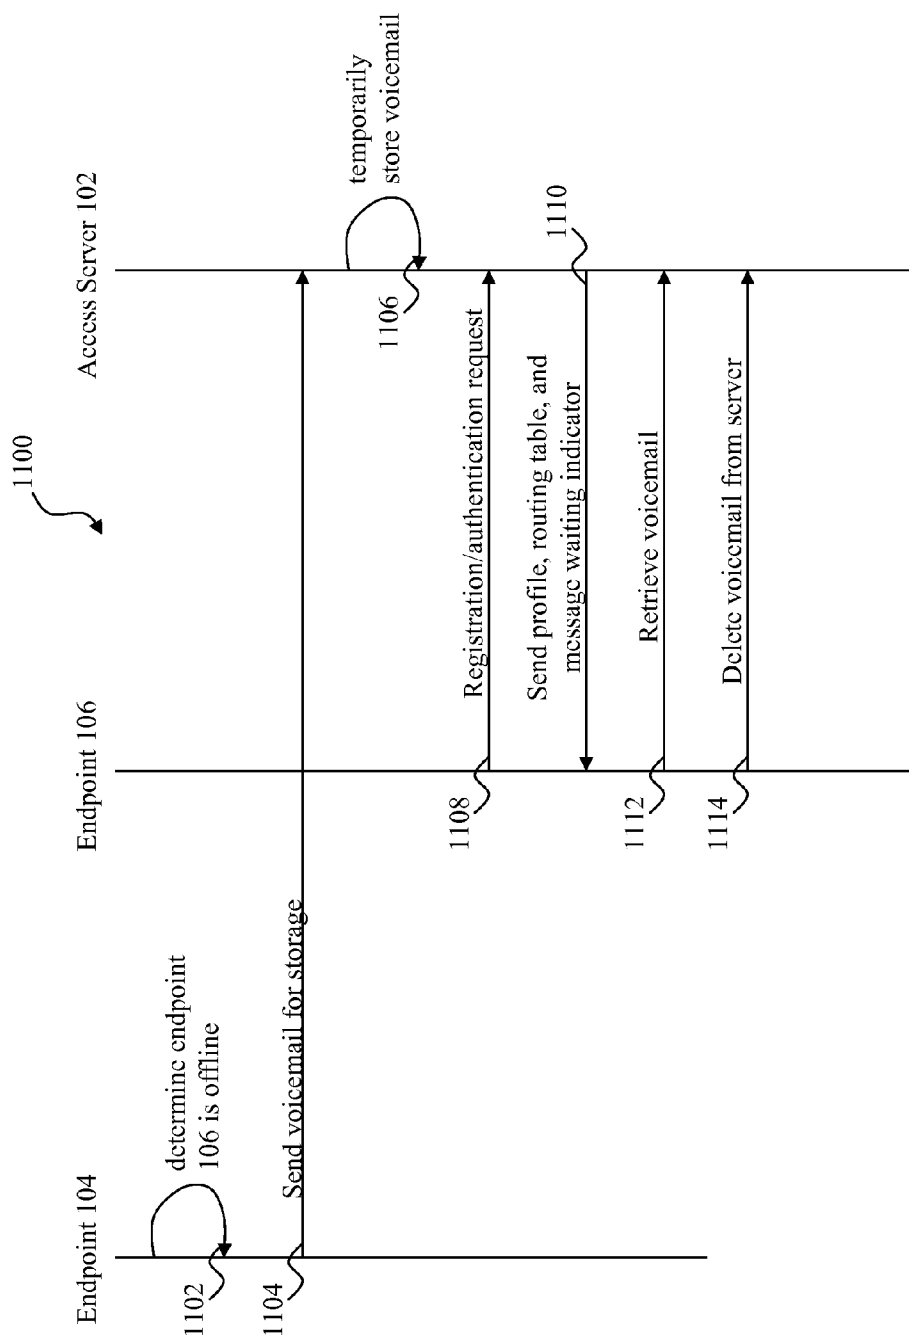 1100
Endpoint 104
Endpoint 106
Access Server 102
determine endpoint
106 is offline
1102
Send voicemail for storage
1104
temporarily
store voicemail
1106
Registration/authentication request
1108
Send profile, routing table, and
message waiting indicator
1110
Retrieve voicemail
1112
Delete voicemail from server
1114